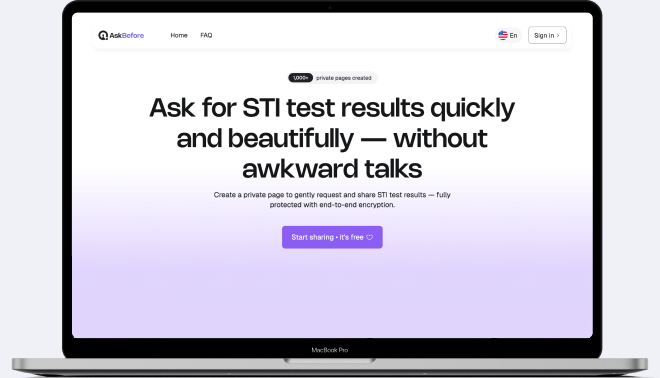 AskBefore
Home
FAQ
En
Sign in
1,000+ private pages created
Ask for STI test results quickly
and beautifully — without
awkward talks
Create a private page to gently request and share STI test results — fully
protected with end-to-end encryption.
Start sharing • it's free
MacBook Pro